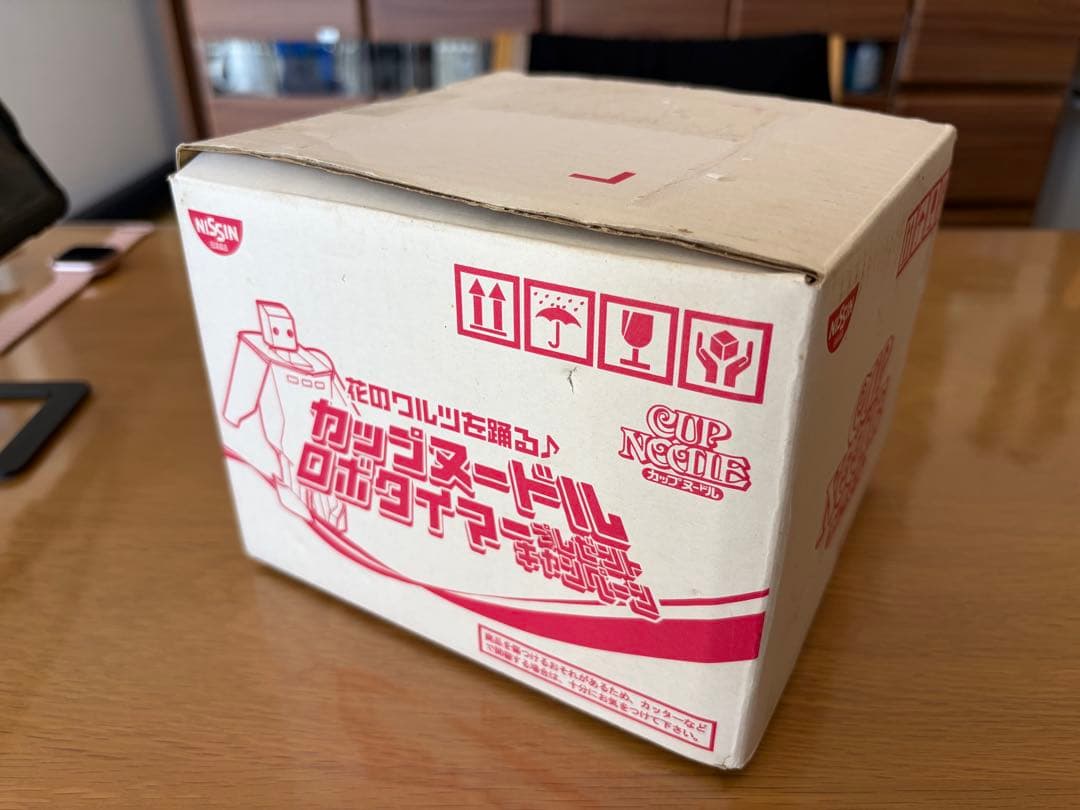 NISSIN
日清食品
花のワルツを踊る♪
カップヌードル
ロボタイマープレゼント
キャンペーン
CUP
NOODLE
カップヌードル
商品を傷つけるおそれがあるため、カッターなど
で開梱する場合は、十分にお気をつけて下さい。
NISSIN